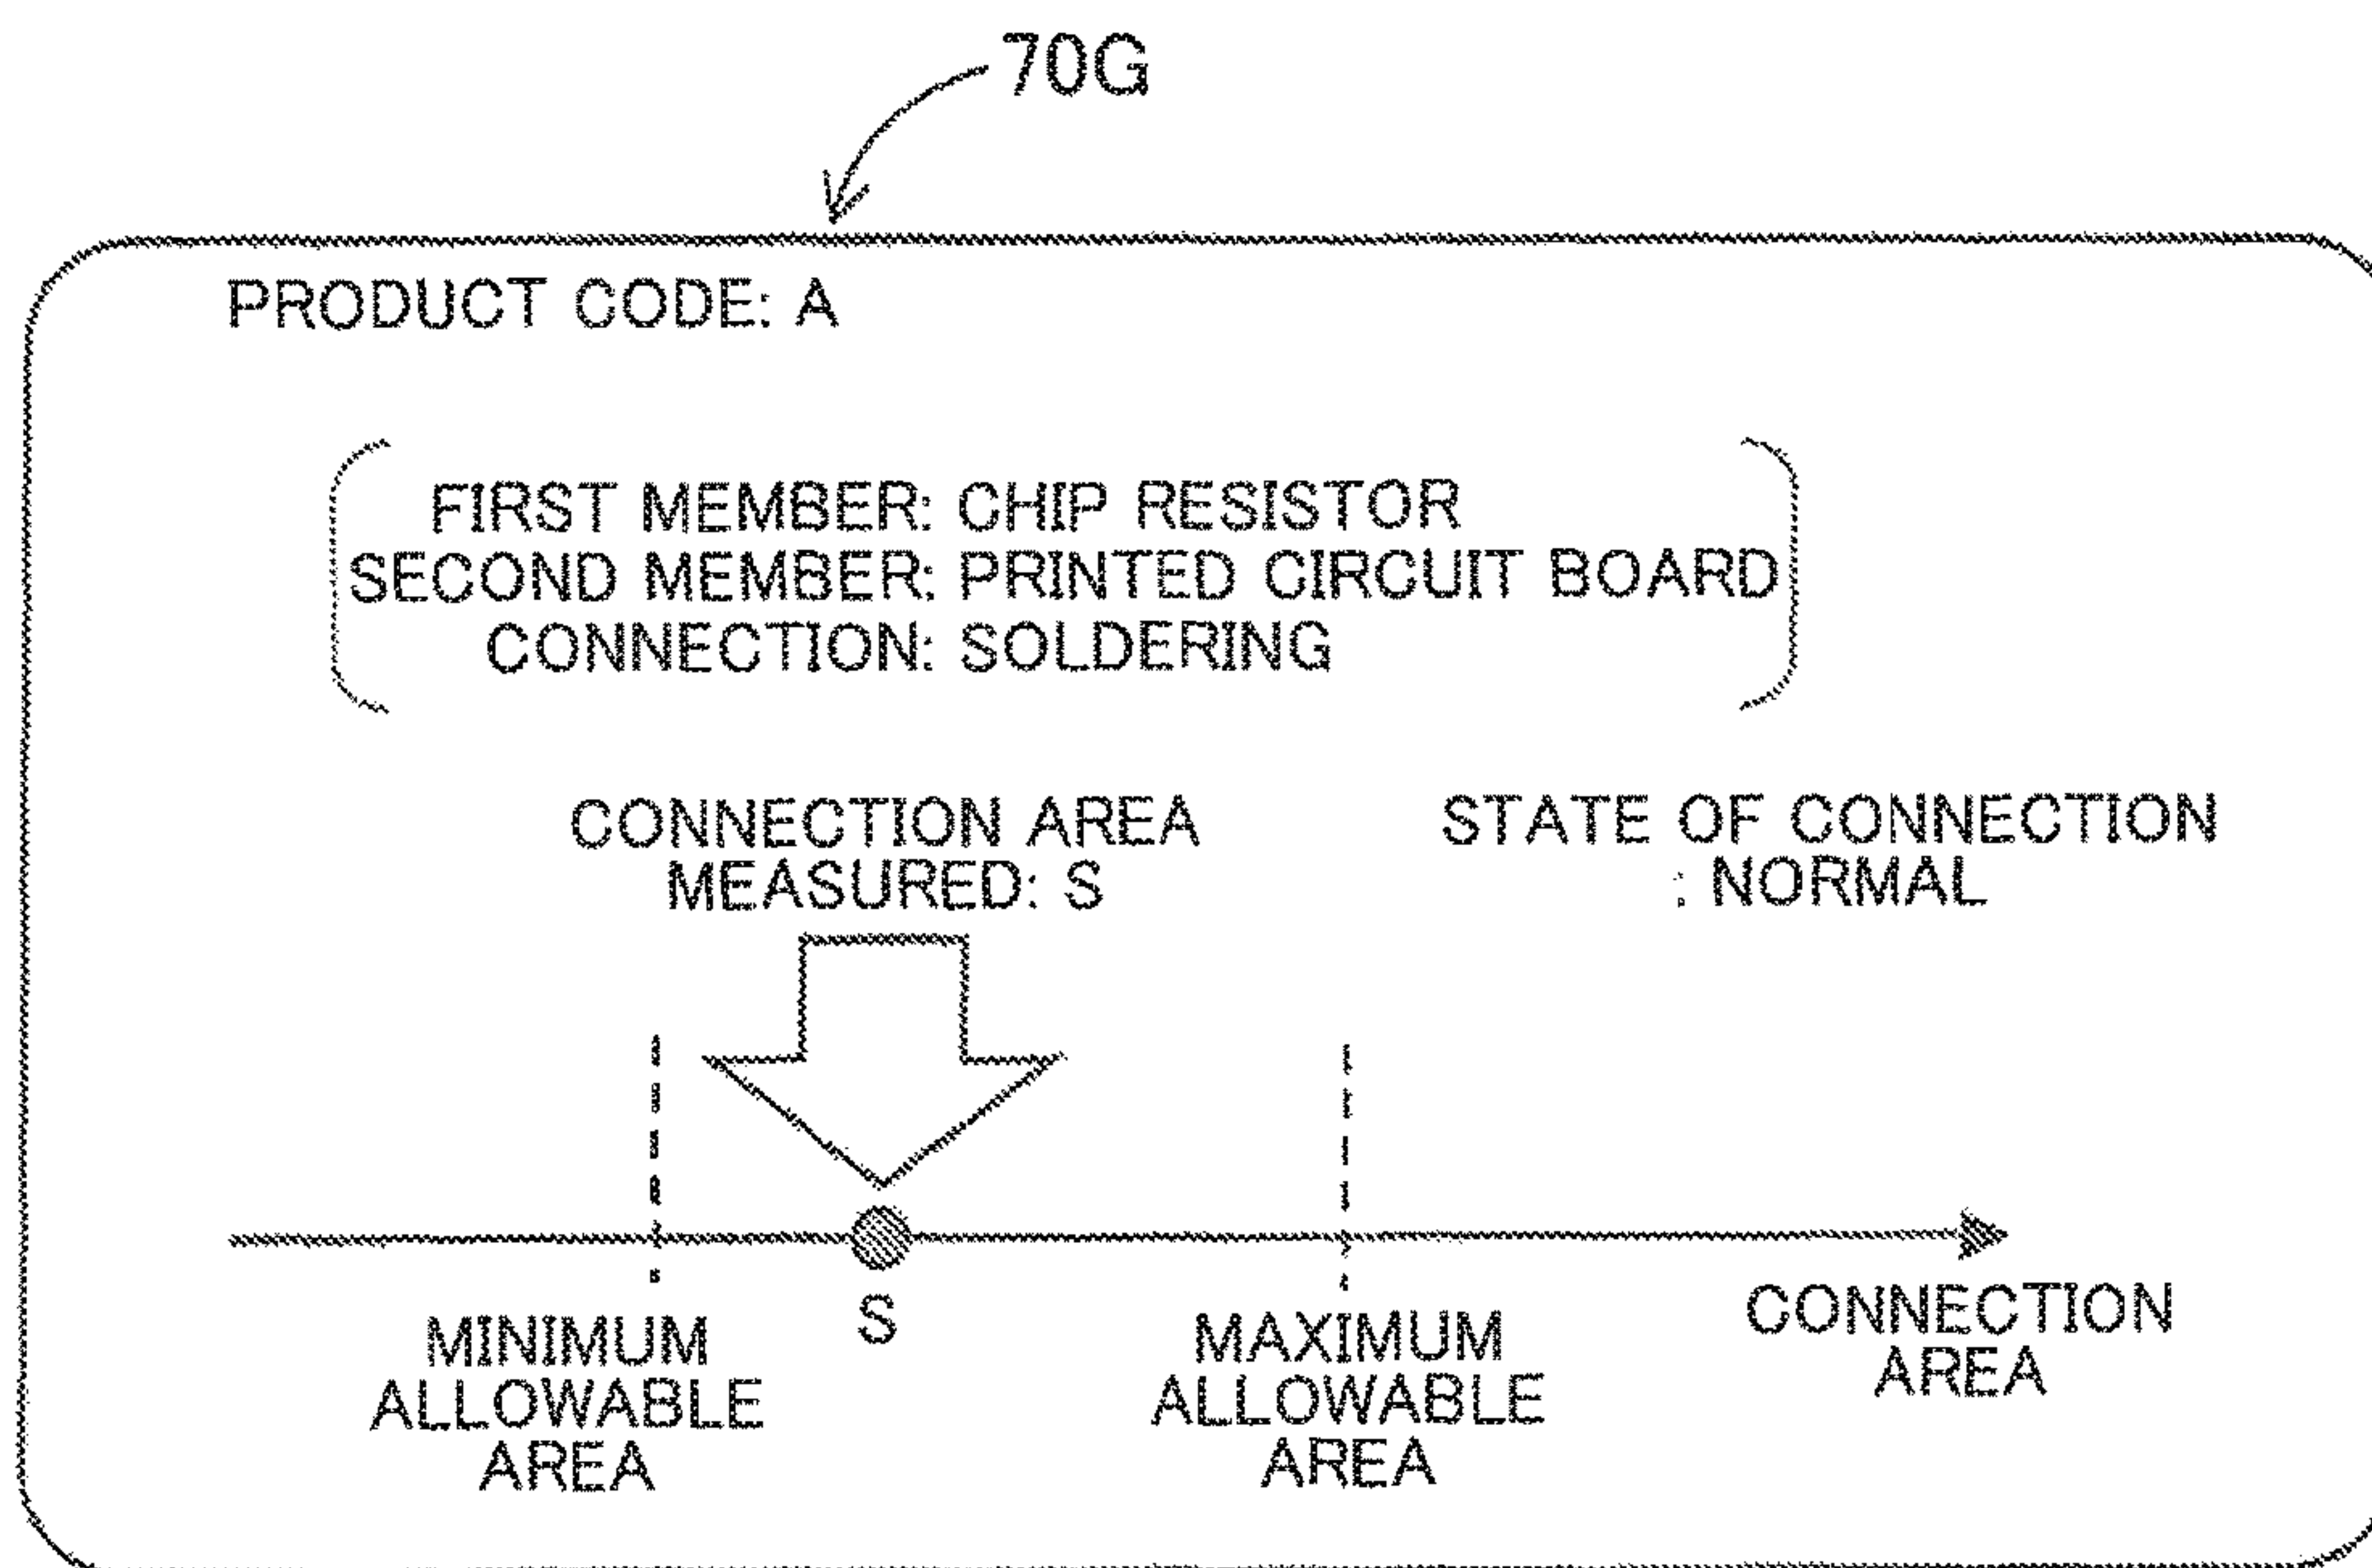 70G
PRODUCT CODE: A
FIRST MEMBER: CHIP RESISTOR
SECOND MEMBER: PRINTED CIRCUIT BOARD
CONNECTION: SOLDERING
CONNECTION AREA
MEASURED: S
STATE OF CONNECTION
: NORMAL
S
MINIMUM
ALLOWABLE
AREA
MAXIMUM
ALLOWABLE
AREA
CONNECTION
AREA